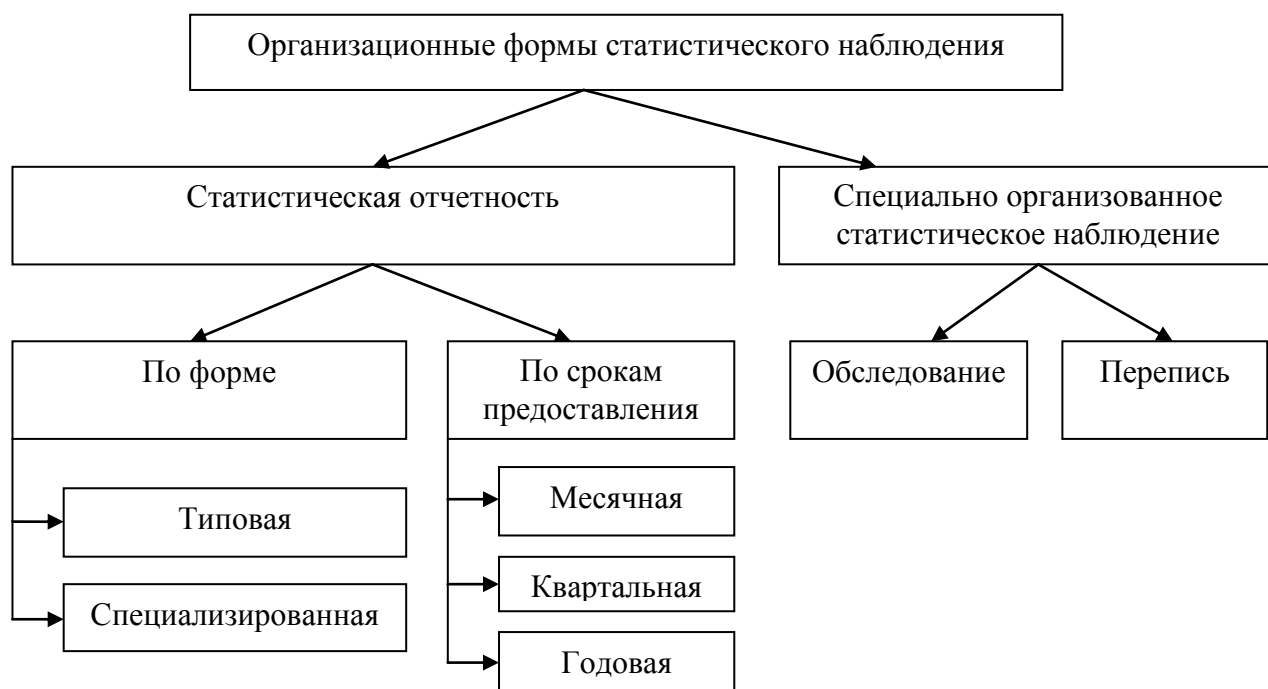 Организационные формы статистического наблюдения
Статистическая отчетность
Специально организованное
статистическое наблюдение
По форме
По срокам
предоставления
Обследование
Перепись
Типовая
Специализированная
Месячная
Квартальная
Годовая